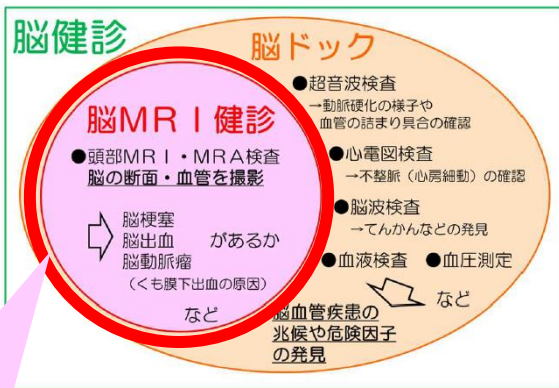 脳健診
脳ドック
脳MRI健診
●頭部MRI・MRA検査
脳の断面・血管を撮影
脳梗塞
脳出血 があるか
脳動脈瘤
(くも膜下出血の原因)
など
●超音波検査
→動脈硬化の様子や
血管の詰まり具合の確認
●心電図検査
→不整脈(心房細動)の確認
●脳波検査
→てんかんなどの発見
●血液検査 ●血圧測定
など
脳血管疾患の
兆候や危険因子
の発見